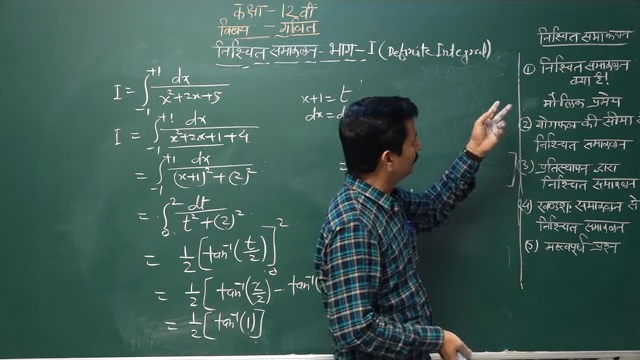 कक्षा - 12 वीं
विषय - गणित
निश्चित समाकलन - भाग - I (Definite Integral)
I = ∫₋₁⁺¹ dx / x²+2x+5
I = ∫₋₁⁺¹ dx / x²+2x+1+4
= ∫₋₁⁺¹ dx / (x+1)²+(2)²
= ∫₀² dt / t²+(2)²
= 1/2 [tan⁻¹(t/2)]₀²
= 1/2 [tan⁻¹(2/2) - tan⁻¹(
= 1/2 [tan⁻¹(1)]
x+1 = t
dx = d
=
निश्चित समाकलन
① निश्चित समाकलन
क्या है!
मौलिक प्रमेय
② योगफल की सीमा
निश्चित समाकलन
(3) प्रतिस्थापन द्वारा
निश्चित समाकलन
(4) खण्डशः समाकलन से
निश्चित समाकलन
(5) महत्वपूर्ण प्रश्न